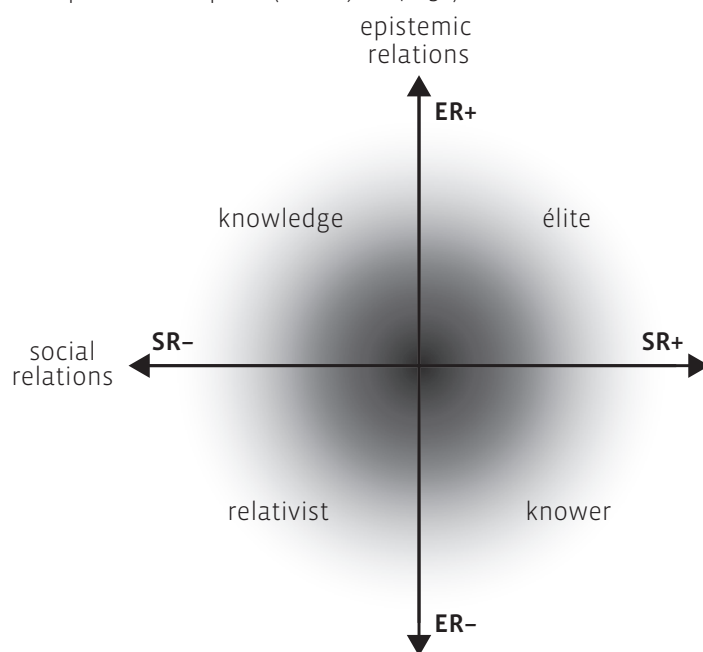 epistemic
relations
ER+
knowledge
élite
SR−
SR+
social
relations
relativist
knower
ER−